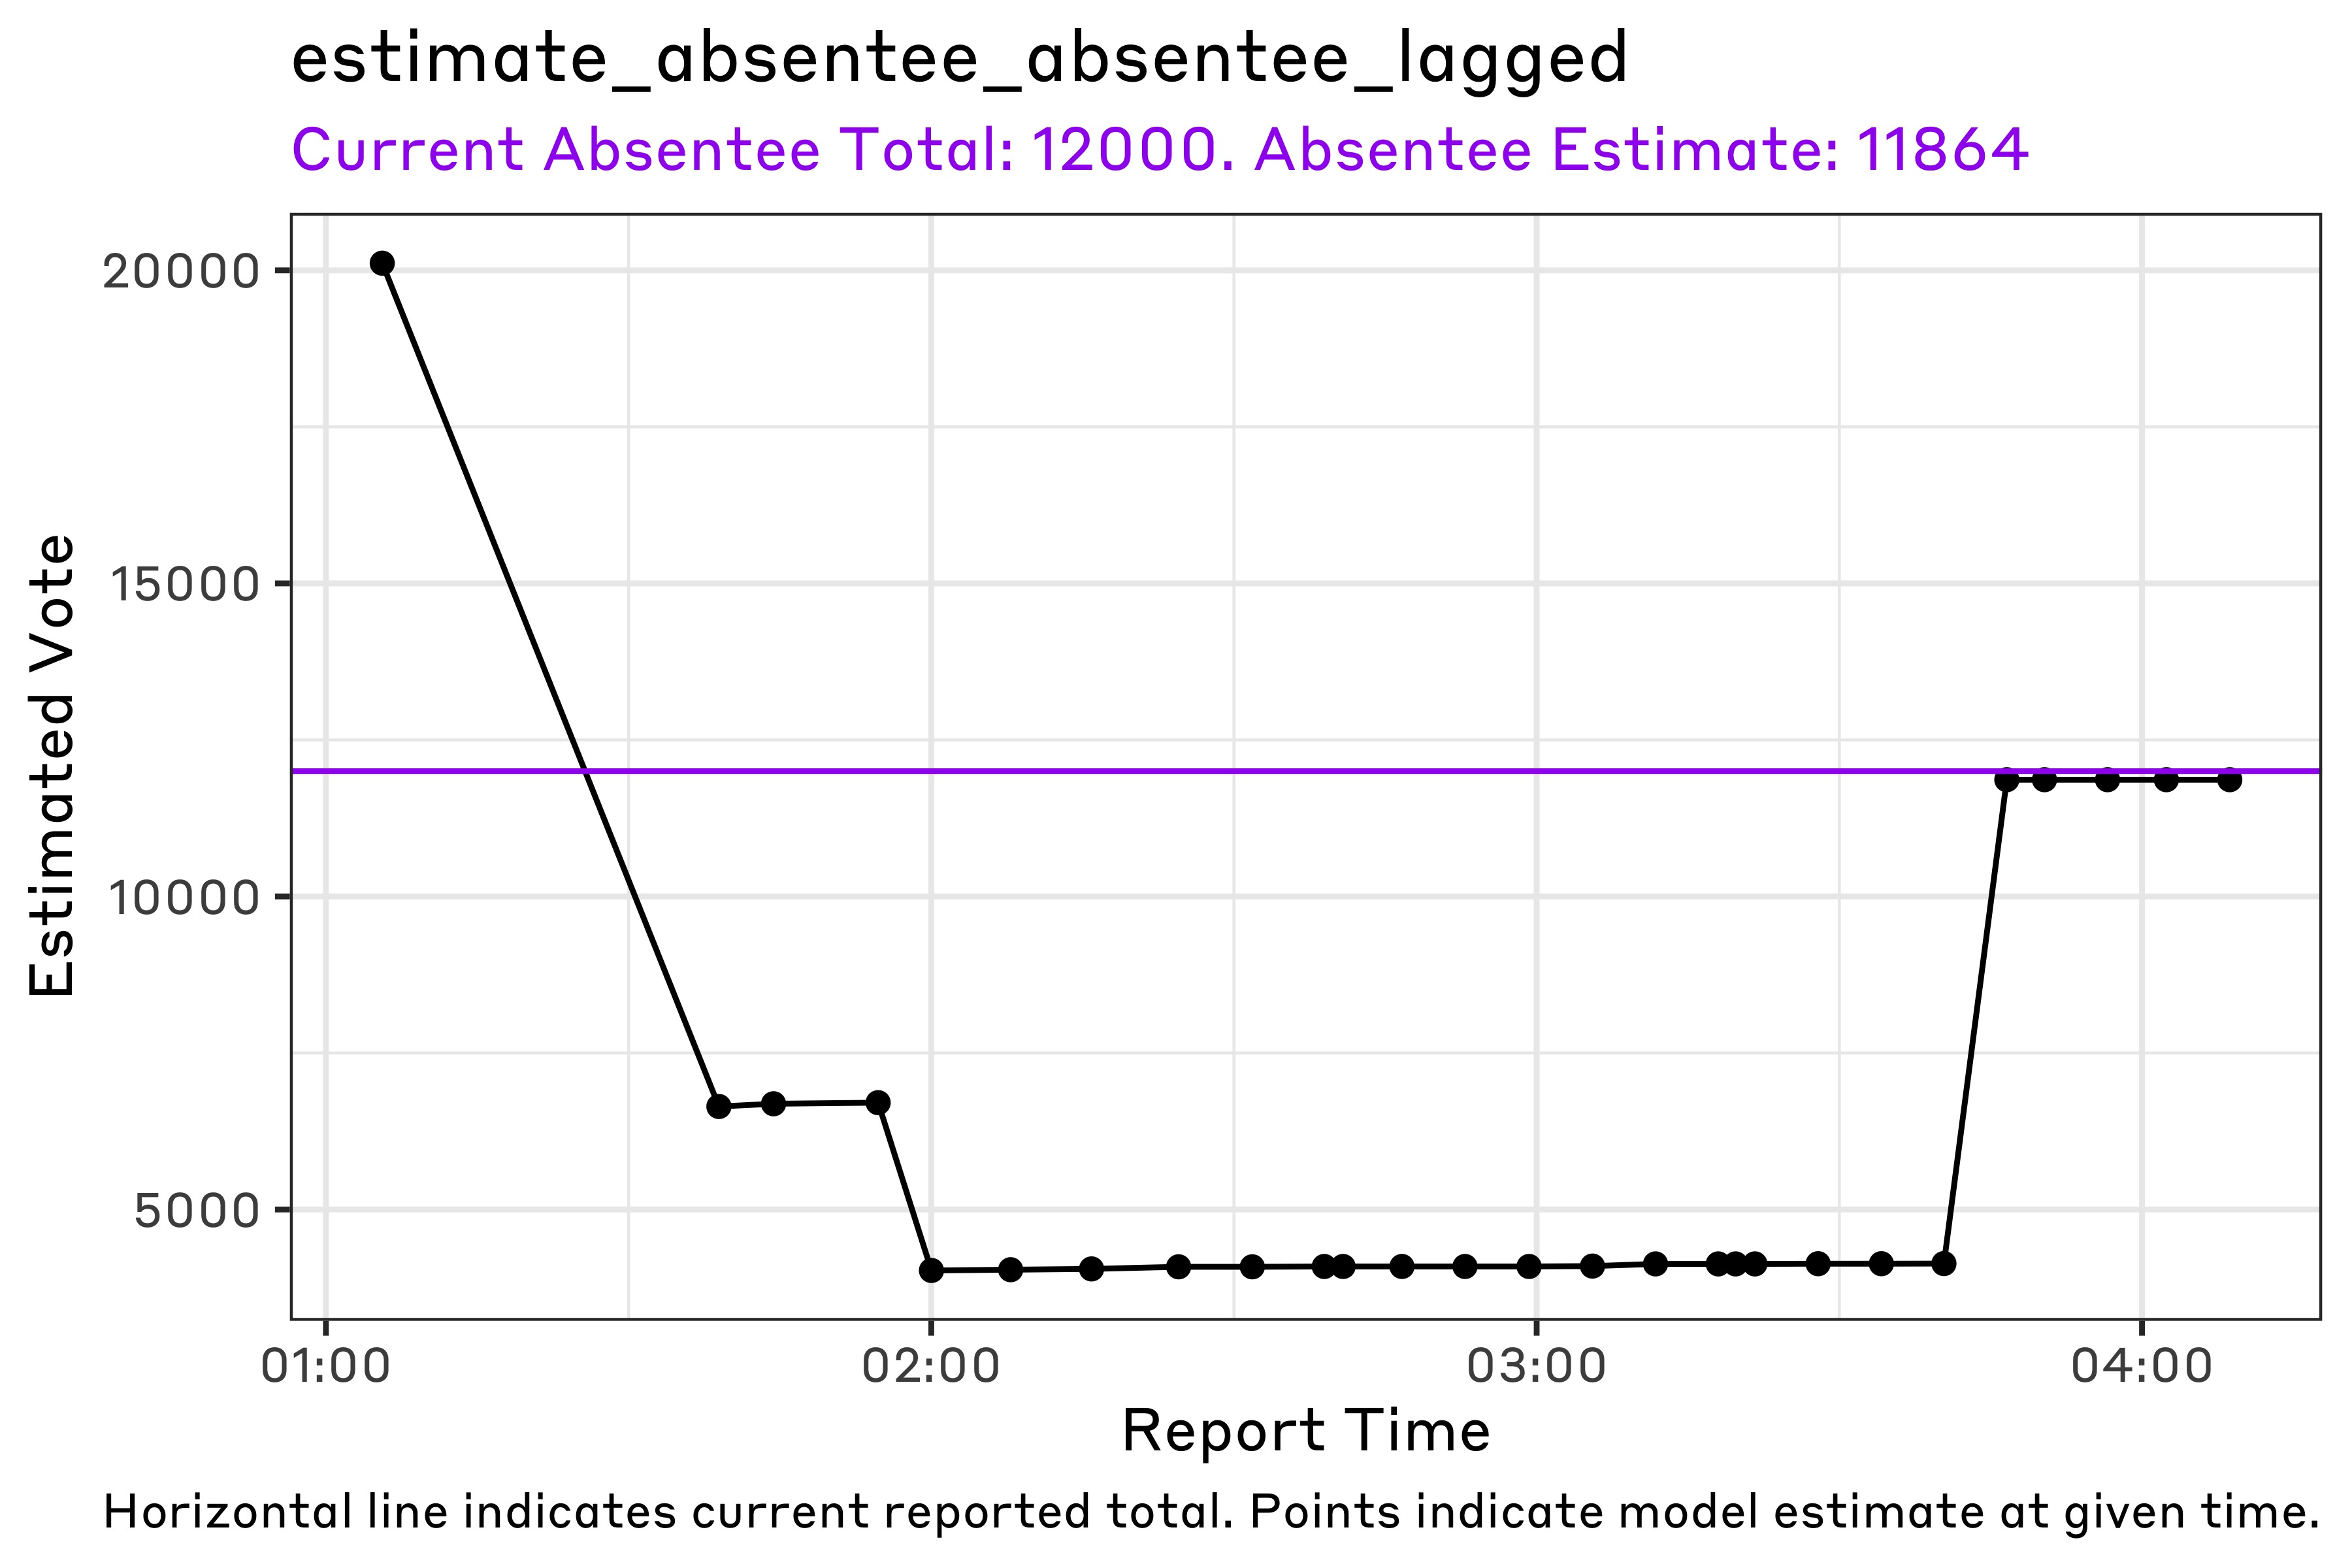 estimate_absentee_absentee_lagged
Current Absentee Total: 12000. Absentee Estimate: 11864
Estimated Vote
20000
15000
10000
5000
01:00 02:00 03:00 04:00
Report Time
Horizontal line indicates current reported total. Points indicate model estimate at given time.